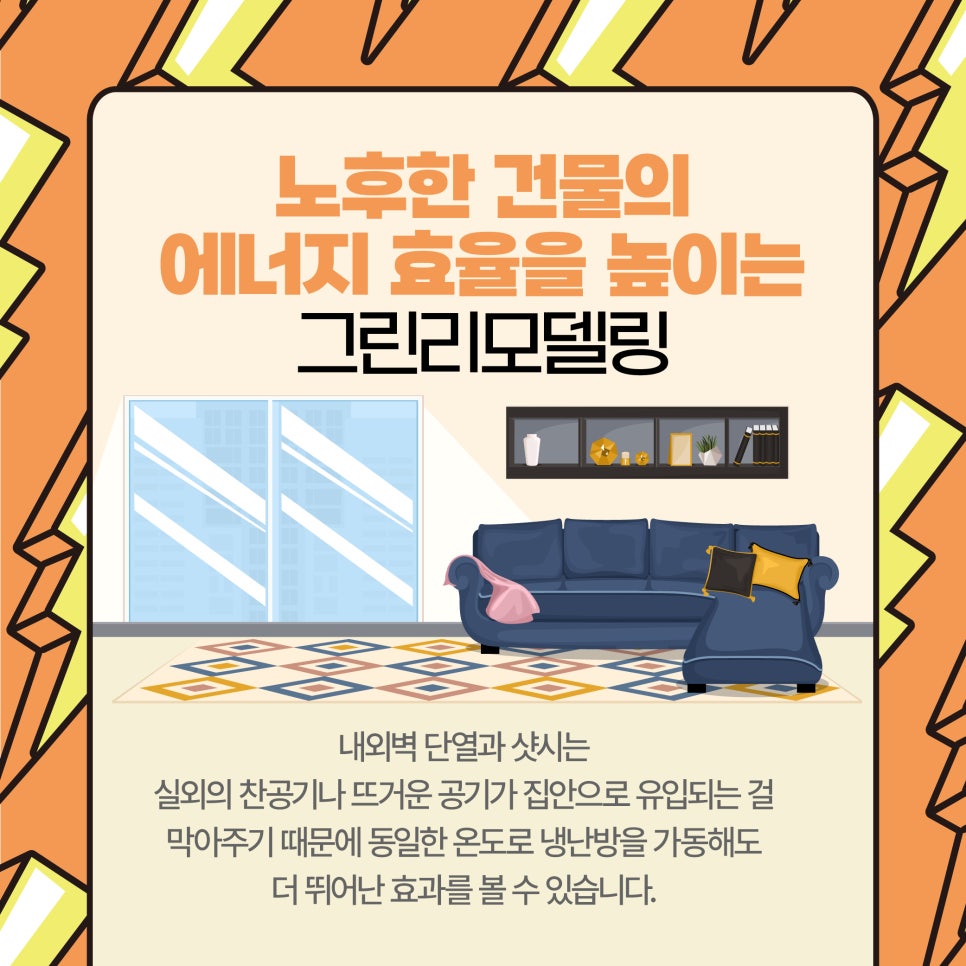 노후한 건물의
에너지 효율을 높이는
그린리모델링
내외벽 단열과 샷시는
실외의 찬공기나 뜨거운 공기가 집안으로 유입되는 걸
막아주기 때문에 동일한 온도로 냉난방을 가동해도
더 뛰어난 효과를 볼 수 있습니다.